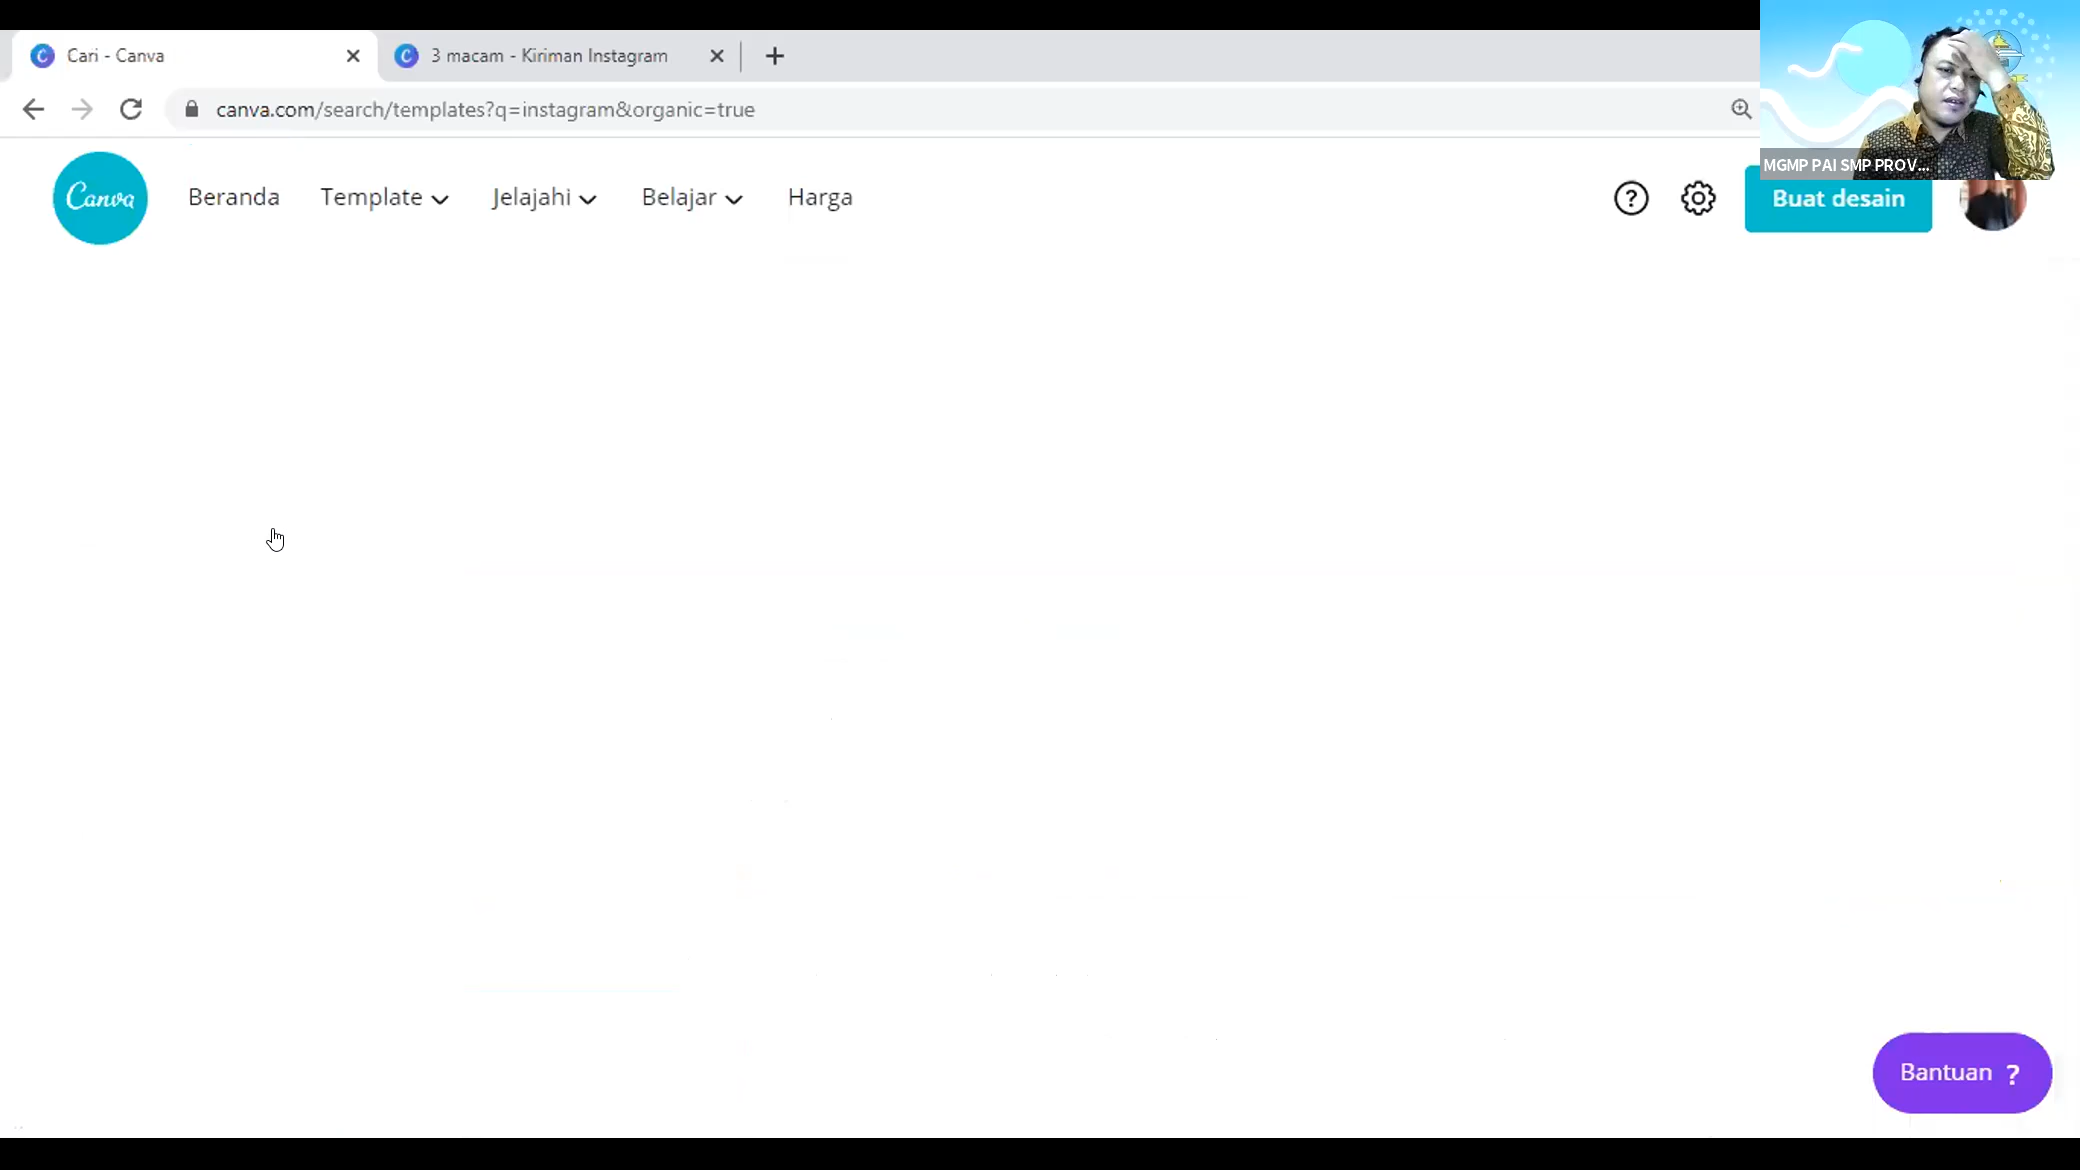 Cari - Canva
3 macam - Kiriman Instagram
canva.com/search/templates?q=instagram&organic=true
MGMP PAI SMP PROV...
Canva
Beranda
Template
Jelajahi
Belajar
Harga
?
Buat desain
Bantuan ?